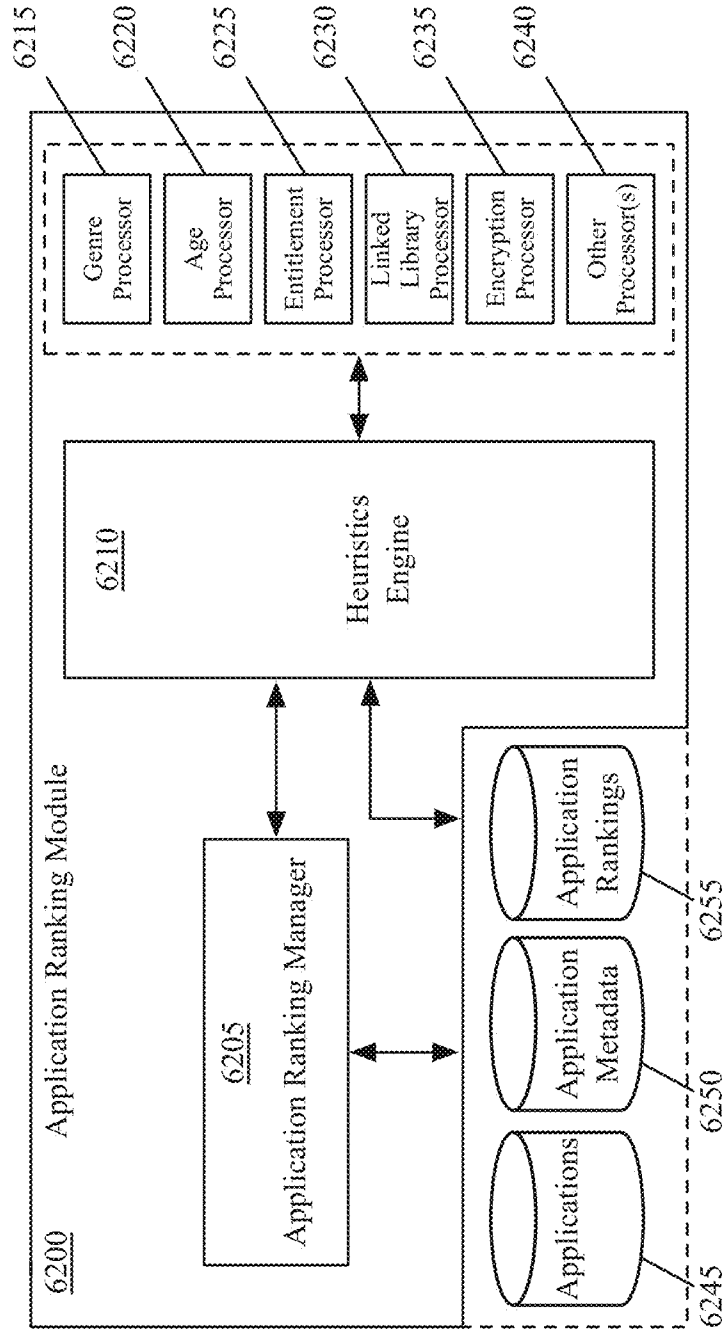 6200
Application Ranking Module
6205
Application Ranking Manager
6210
Heuristics
Engine
Genre
Processor
Age
Processor
Entitlement
Processor
Linked
Library
Processor
Encryption
Processor
Other
Processor(s)
6215
6220
6225
6230
6235
6240
Applications
Application
Metadata
Application
Rankings
6245
6250
6255